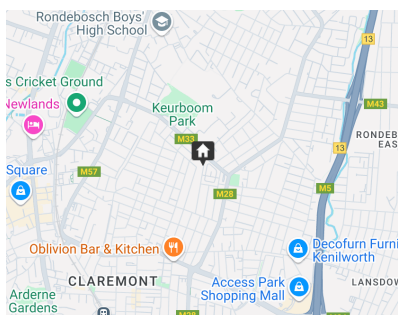 Rondebosch Boys'
High School
13
s Cricket Ground
Newlands
Keurboom
Park
M43
M33
RONDEB
EAS
13
Square
M57
M28
M5
Oblivion Bar & Kitchen
Decofurn Furni
Kenilworth
CLAREMONT
Access Park
Shopping Mall
LANSDOW
Arderne
Gardens